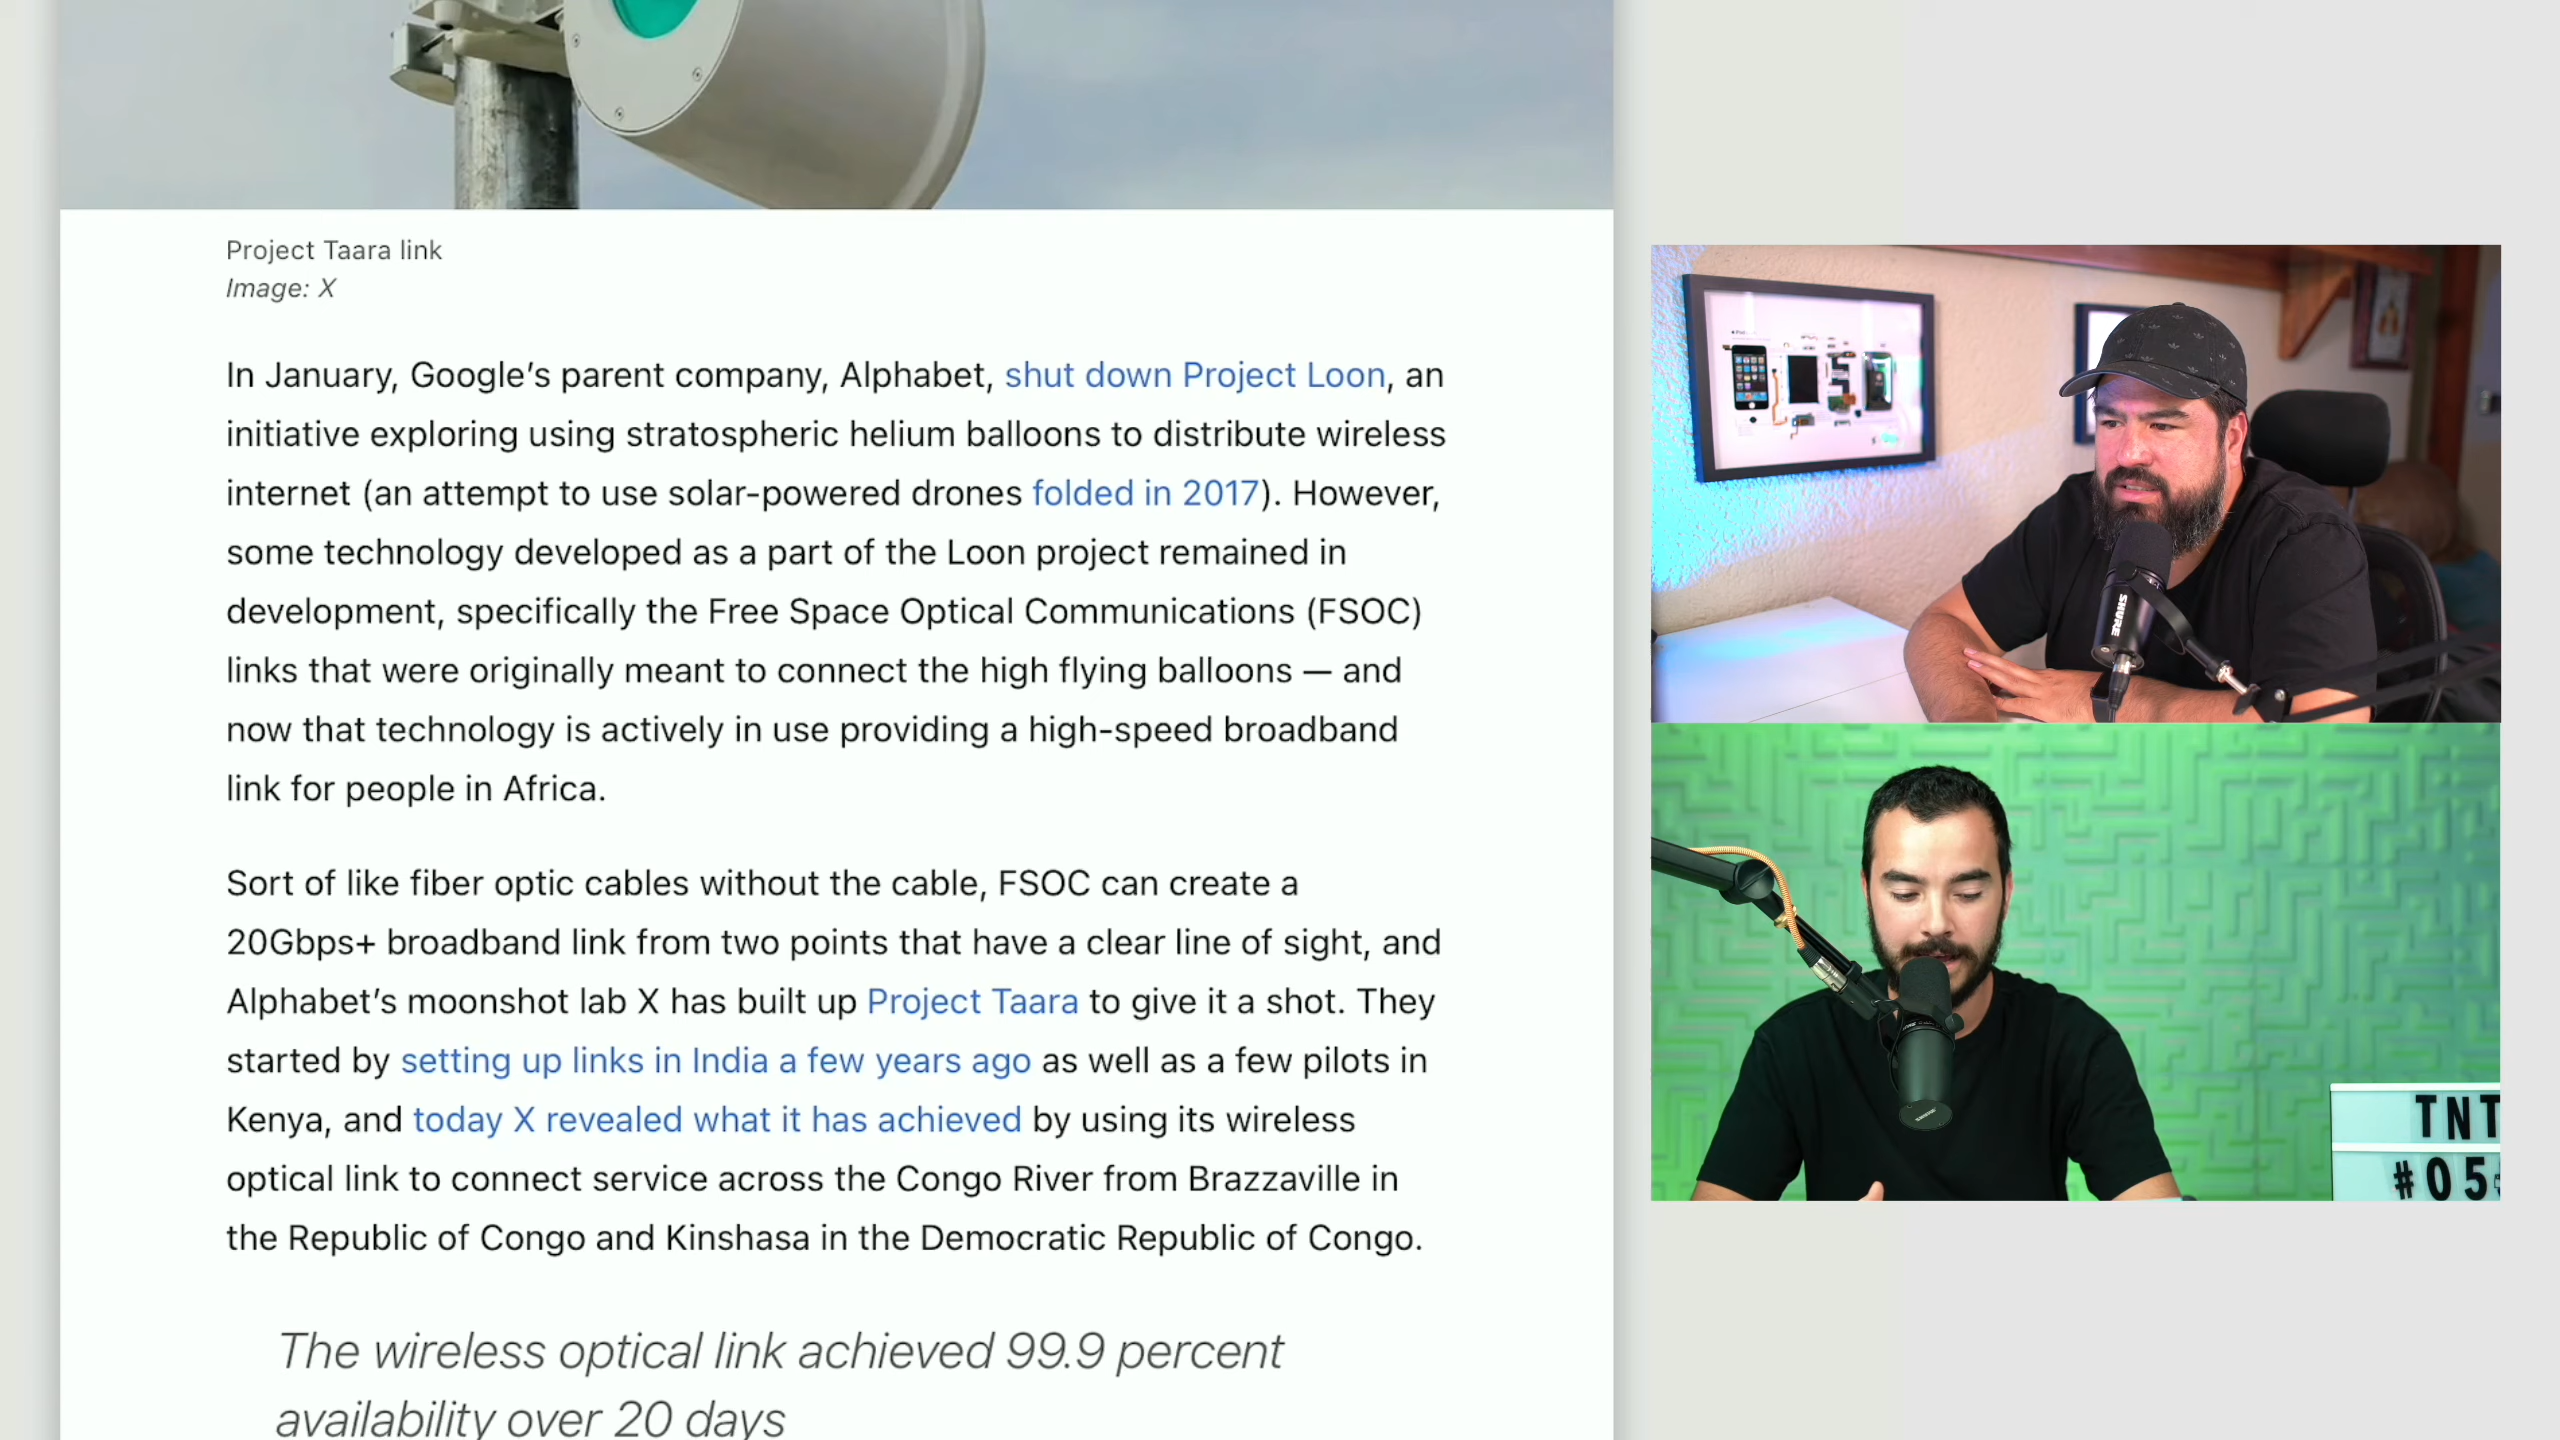 Project Taara link
Image: X
In January, Google’s parent company, Alphabet, shut down Project Loon, an
initiative exploring using stratospheric helium balloons to distribute wireless
internet (an attempt to use solar-powered drones folded in 2017). However,
some technology developed as a part of the Loon project remained in
development, specifically the Free Space Optical Communications (FSOC)
links that were originally meant to connect the high flying balloons — and
now that technology is actively in use providing a high-speed broadband
link for people in Africa.
Sort of like fiber optic cables without the cable, FSOC can create a
20Gbps+ broadband link from two points that have a clear line of sight, and
Alphabet’s moonshot lab X has built up Project Taara to give it a shot. They
started by setting up links in India a few years ago as well as a few pilots in
Kenya, and today X revealed what it has achieved by using its wireless
optical link to connect service across the Congo River from Brazzaville in
the Republic of Congo and Kinshasa in the Democratic Republic of Congo.
The wireless optical link achieved 99.9 percent
availability over 20 days
SHURE
TNT